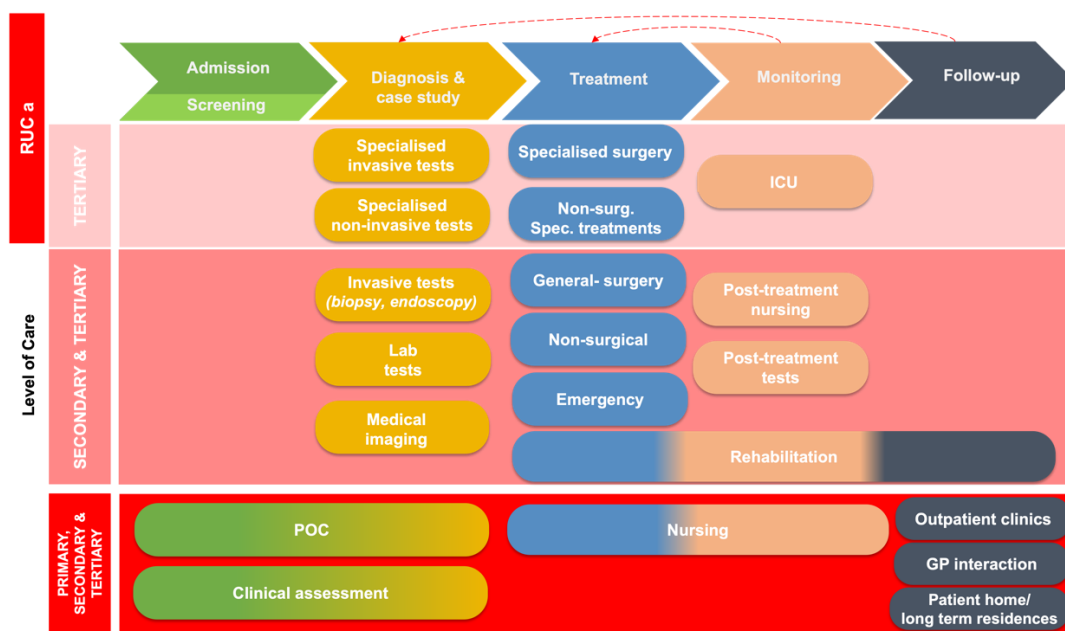 RUC a
Admission
Screening
Diagnosis &
case study
Treatment
Monitoring
Follow-up
TERTIARY
Specialised
invasive tests
Specialised
non-invasive tests
Specialised surgery
Non-surg.
Spec. treatments
ICU
Level of Care
SECONDARY & TERTIARY
Invasive tests
(biopsy, endoscopy)
Lab
tests
Medical
imaging
General- surgery
Non-surgical
Emergency
Post-treatment
nursing
Post-treatment
tests
Rehabilitation
PRIMARY,
SECONDARY &
TERTIARY
POC
Clinical assessment
Nursing
Outpatient clinics
GP interaction
Patient home/
long term residences